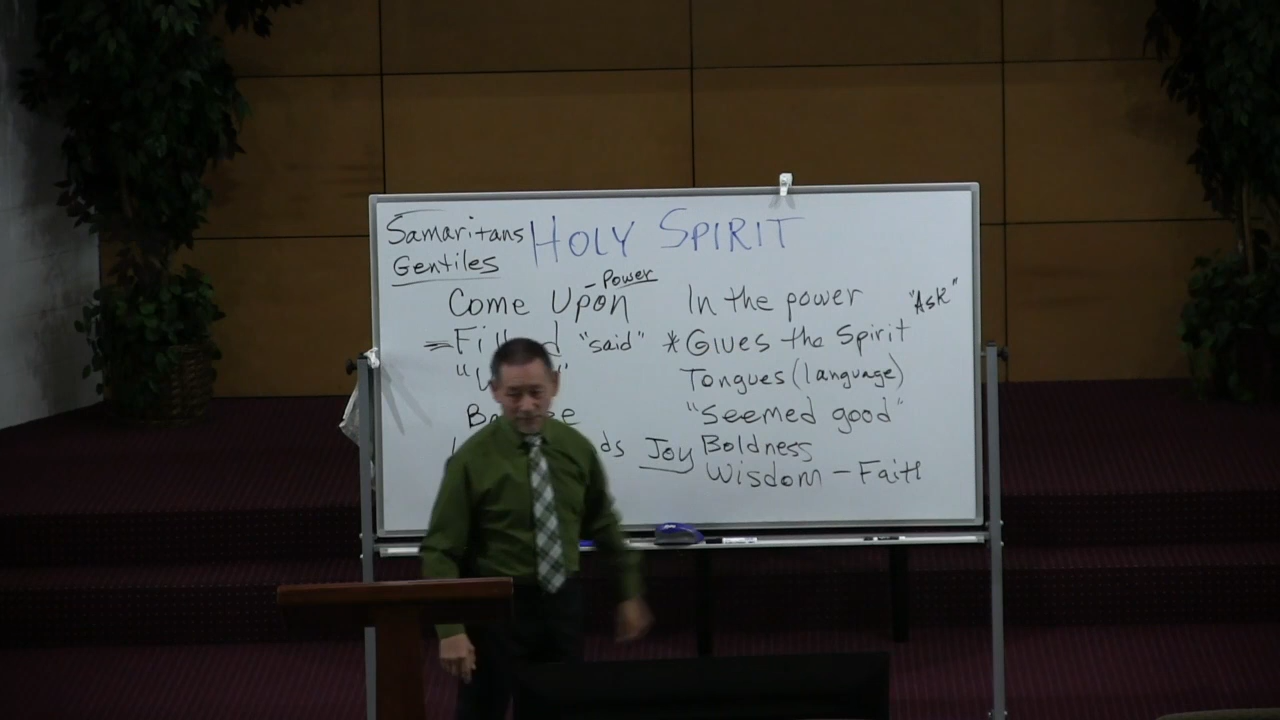 Samaritans HOLY SPIRIT
Gentiles
- Power
Come Upon In the power "Ask"
"said" *Gives the Spirit
Tongues (language)
"Seemed good"
Joy Boldness
Wisdom - Faith